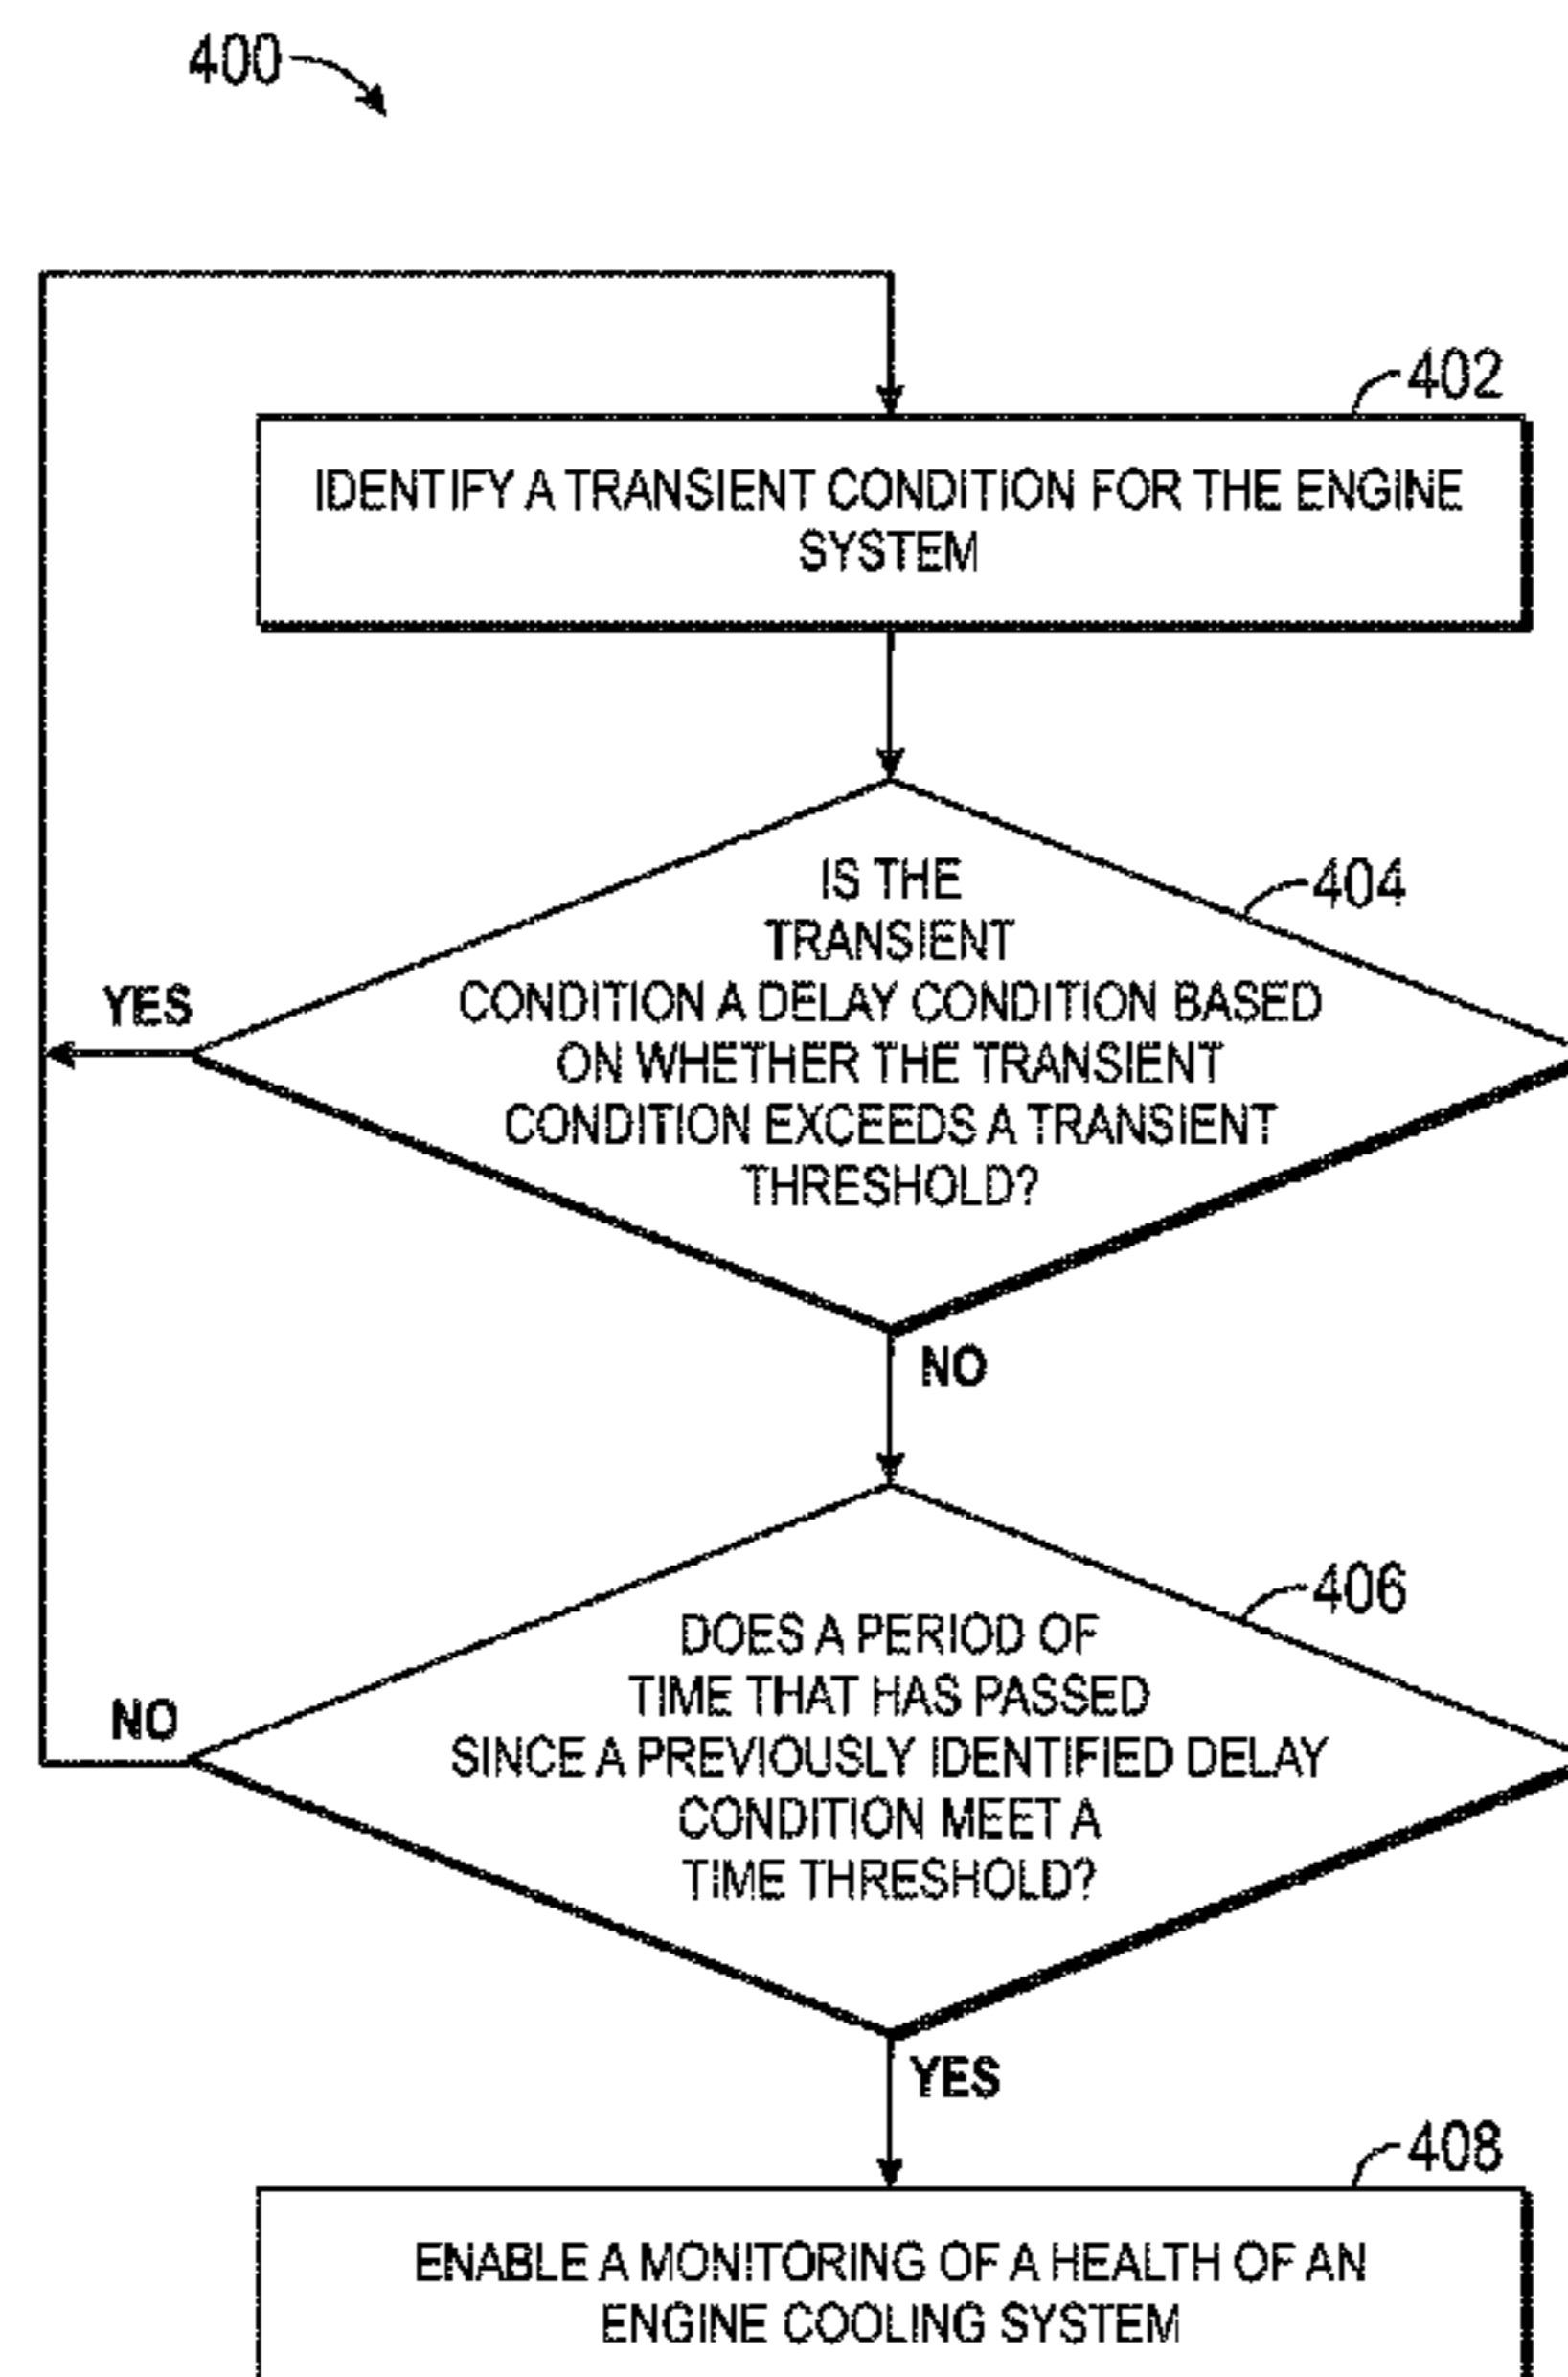 400
402
IDENTIFY A TRANSIENT CONDITION FOR THE ENGINE
SYSTEM
404
IS THE
TRANSIENT
CONDITION A DELAY CONDITION BASED
ON WHETHER THE TRANSIENT
CONDITION EXCEEDS A TRANSIENT
THRESHOLD?
YES
NO
406
DOES A PERIOD OF
TIME THAT HAS PASSED
SINCE A PREVIOUSLY IDENTIFIED DELAY
CONDITION MEET A
TIME THRESHOLD?
NO
YES
408
ENABLE A MONITORING OF A HEALTH OF AN
ENGINE COOLING SYSTEM